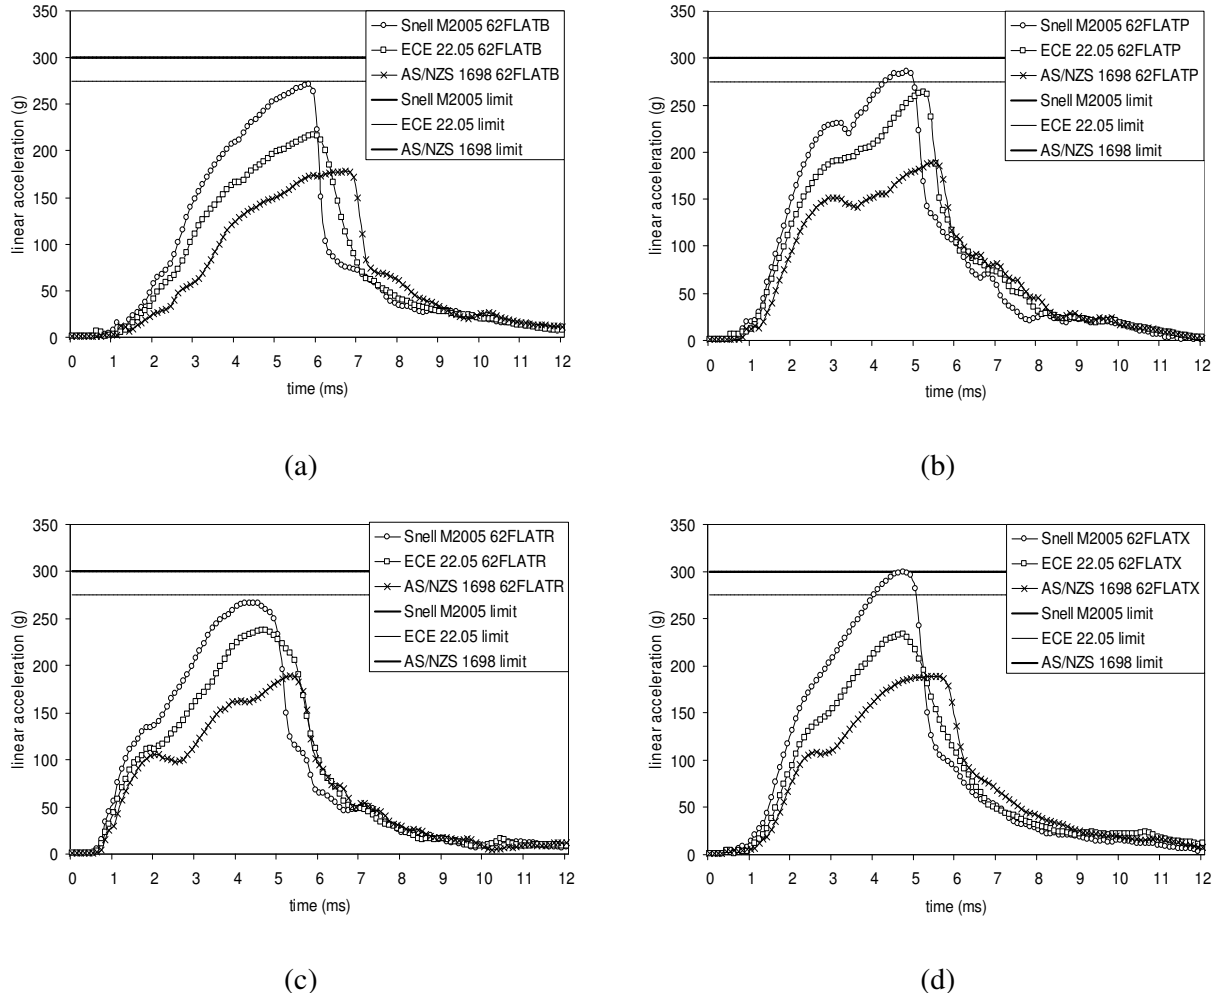 350
300
250
200
150
100
50
0
linear acceleration (g)
0 1 2 3 4 5 6 7 8 9 10 11 12
time (ms)
Snell M2005 62FLATB
ECE 22.05 62FLATB
AS/NZS 1698 62FLATB
Snell M2005 limit
ECE 22.05 limit
AS/NZS 1698 limit
(a)
350
300
250
200
150
100
50
0
linear acceleration (g)
0 1 2 3 4 5 6 7 8 9 10 11 12
time (ms)
Snell M2005 62FLATP
ECE 22.05 62FLATP
AS/NZS 1698 62FLATP
Snell M2005 limit
ECE 22.05 limit
AS/NZS 1698 limit
(b)
350
300
250
200
150
100
50
0
linear acceleration (g)
0 1 2 3 4 5 6 7 8 9 10 11 12
time (ms)
Snell M2005 62FLATR
ECE 22.05 62FLATR
AS/NZS 1698 62FLATR
Snell M2005 limit
ECE 22.05 limit
AS/NZS 1698 limit
(c)
350
300
250
200
150
100
50
0
linear acceleration (g)
0 1 2 3 4 5 6 7 8 9 10 11 12
time (ms)
Snell M2005 62FLATX
ECE 22.05 62FLATX
AS/NZS 1698 62FLATX
Snell M2005 limit
ECE 22.05 limit
AS/NZS 1698 limit
(d)